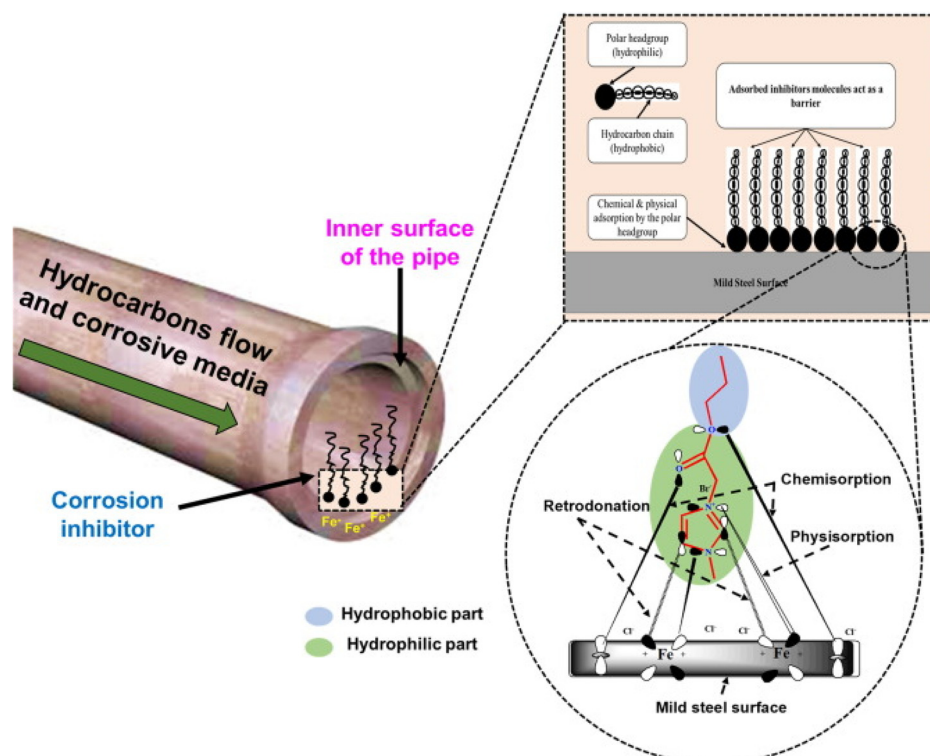 Polar headgroup
(hydrophilic)
Hydrocarbon chain
(hydrophobic)
Adsorbed inhibitors molecules act as a
barrier
Chemical & physical
adsorption by the polar
headgroup
Mild Steel Surface
Inner surface
of the pipe
Hydrocarbons flow
and corrosive media
Corrosion
inhibitor
Fe⁺
Fe⁺
Fe⁺
Hydrophobic part
Hydrophilic part
O
O
Br⁻
N⁺
N
Chemisorption
Retrodonation
Physisorption
Cl⁻
Cl⁻
Cl⁻
Cl⁻
+ Fe +
+ Fe +
Mild steel surface